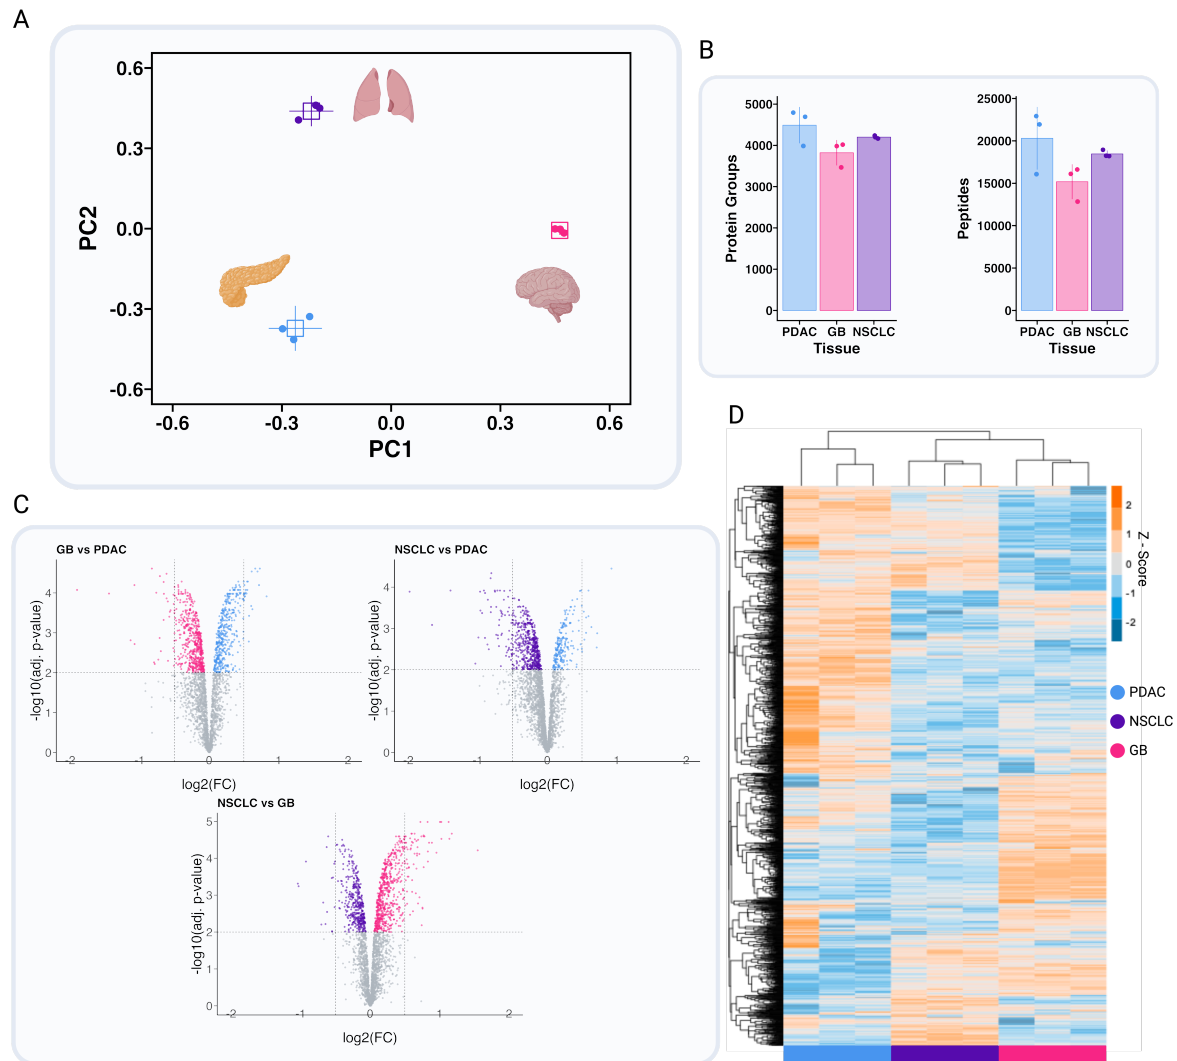 A
0.6
0.3
0.0
-0.3
-0.6
PC2
-0.6 -0.3 0.0 0.3 0.6
PC1
B
5000
4000
3000
2000
1000
0
Protein Groups
PDAC GB NSCLC
Tissue
25000
20000
15000
10000
5000
0
Peptides
PDAC GB NSCLC
Tissue
C
GB vs PDAC
4
3
2
1
0
-log10(adj. p-value)
-2 -1 0 1 2
log2(FC)
NSCLC vs PDAC
4
3
2
1
0
-log10(adj. p-value)
-2 -1 0 1 2
log2(FC)
NSCLC vs GB
5
4
3
2
1
0
-log10(adj. p-value)
-2 -1 0 1 2
log2(FC)
D
2
1
0
-1
-2
Z - Score
PDAC
NSCLC
GB